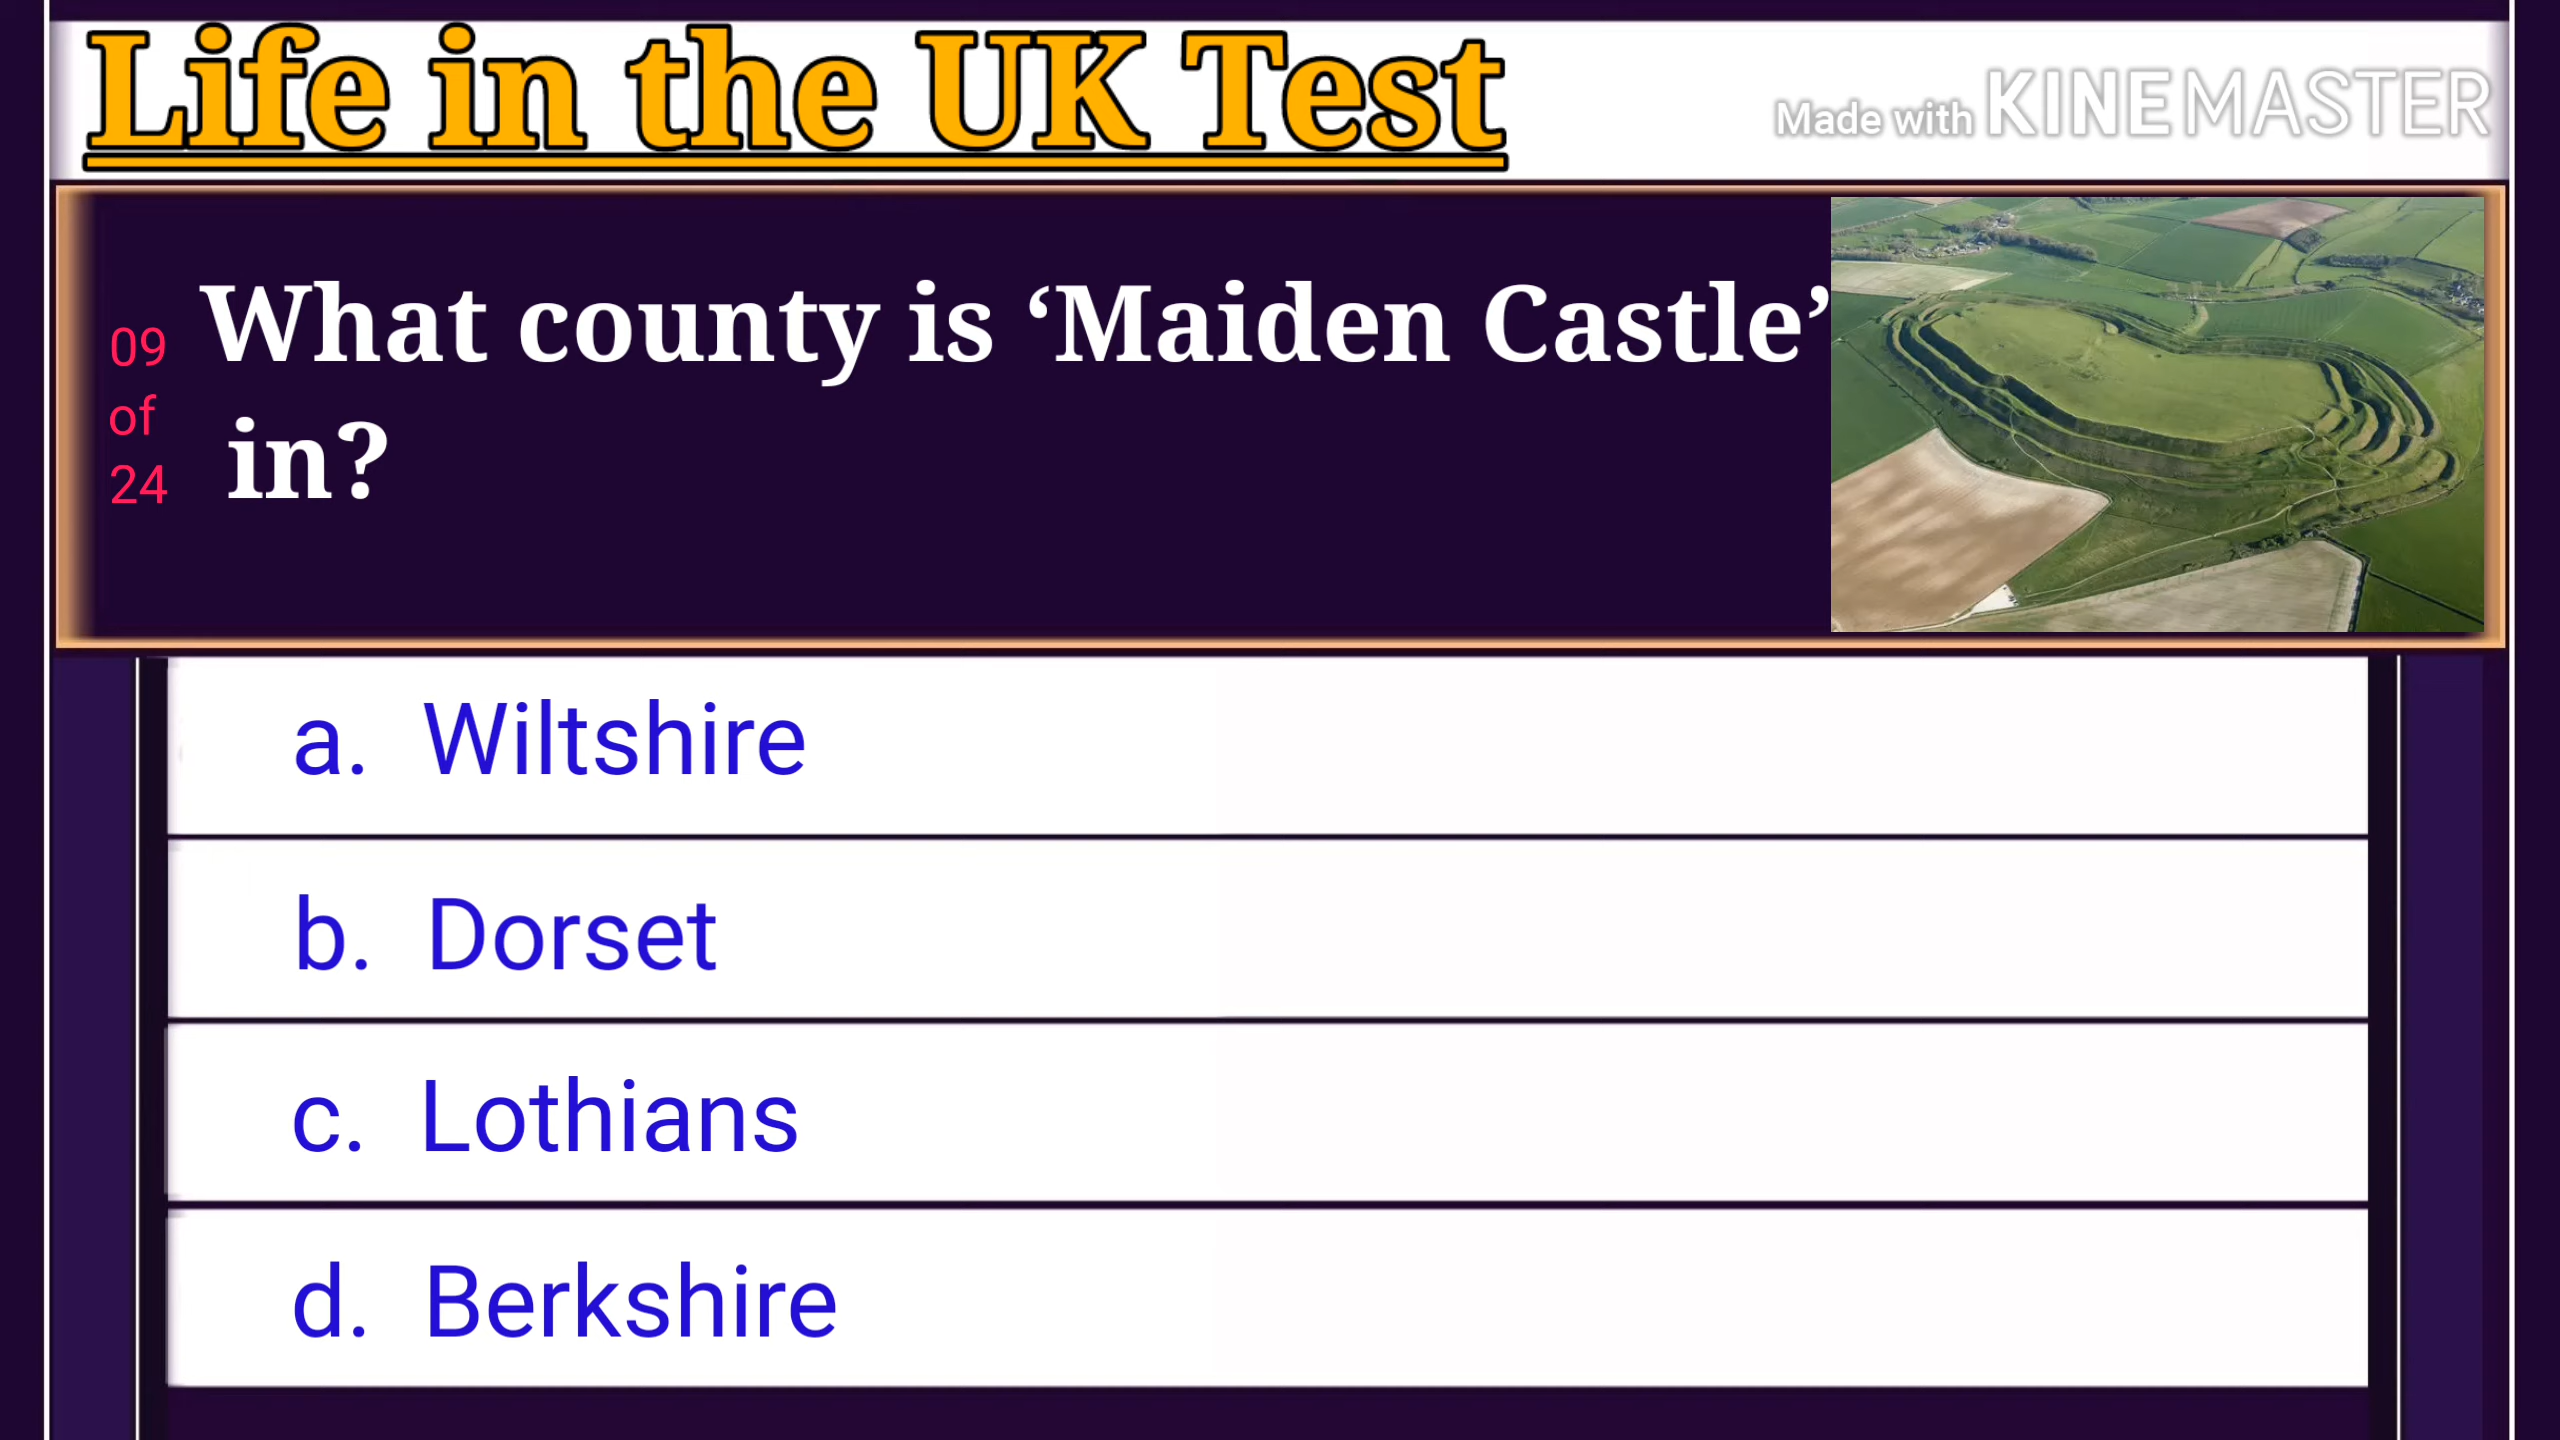 Life in the UK Test
Made with KINEMASTER
09
of
24
What county is ‘Maiden Castle’
in?
a. Wiltshire
b. Dorset
c. Lothians
d. Berkshire